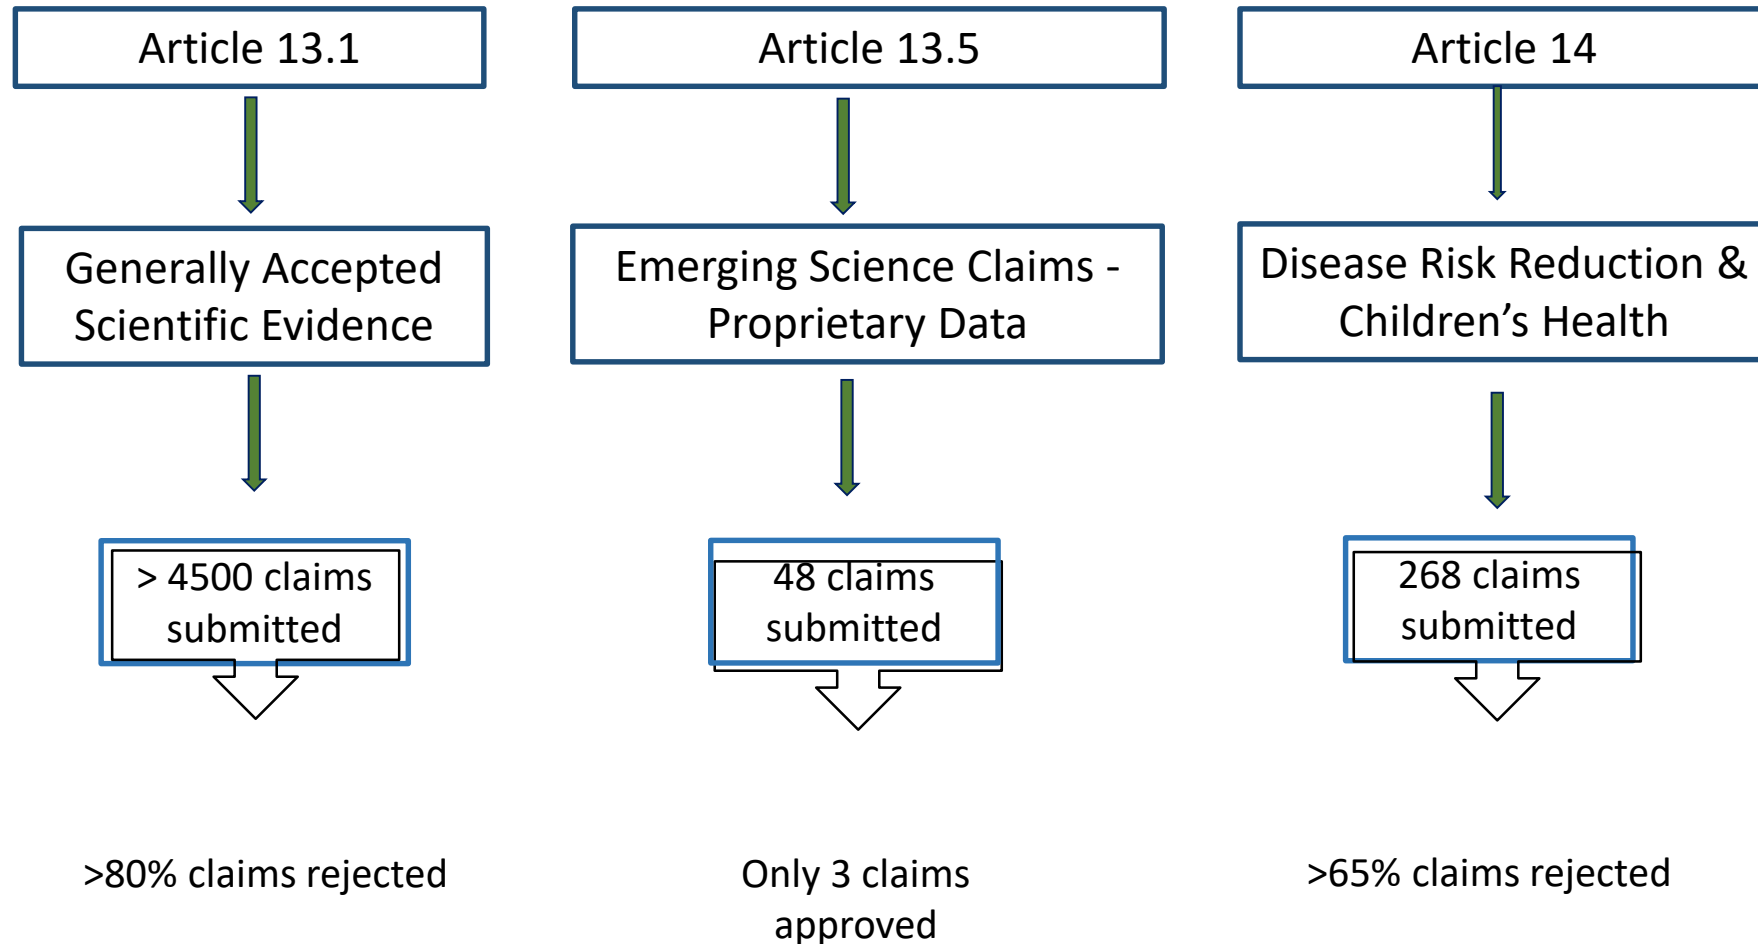 Article 13.1
Article 13.5
Article 14
Generally Accepted
Scientific Evidence
Emerging Science Claims -
Proprietary Data
Disease Risk Reduction &
Children’s Health
> 4500 claims
submitted
48 claims
submitted
268 claims
submitted
>80% claims rejected
Only 3 claims
approved
>65% claims rejected